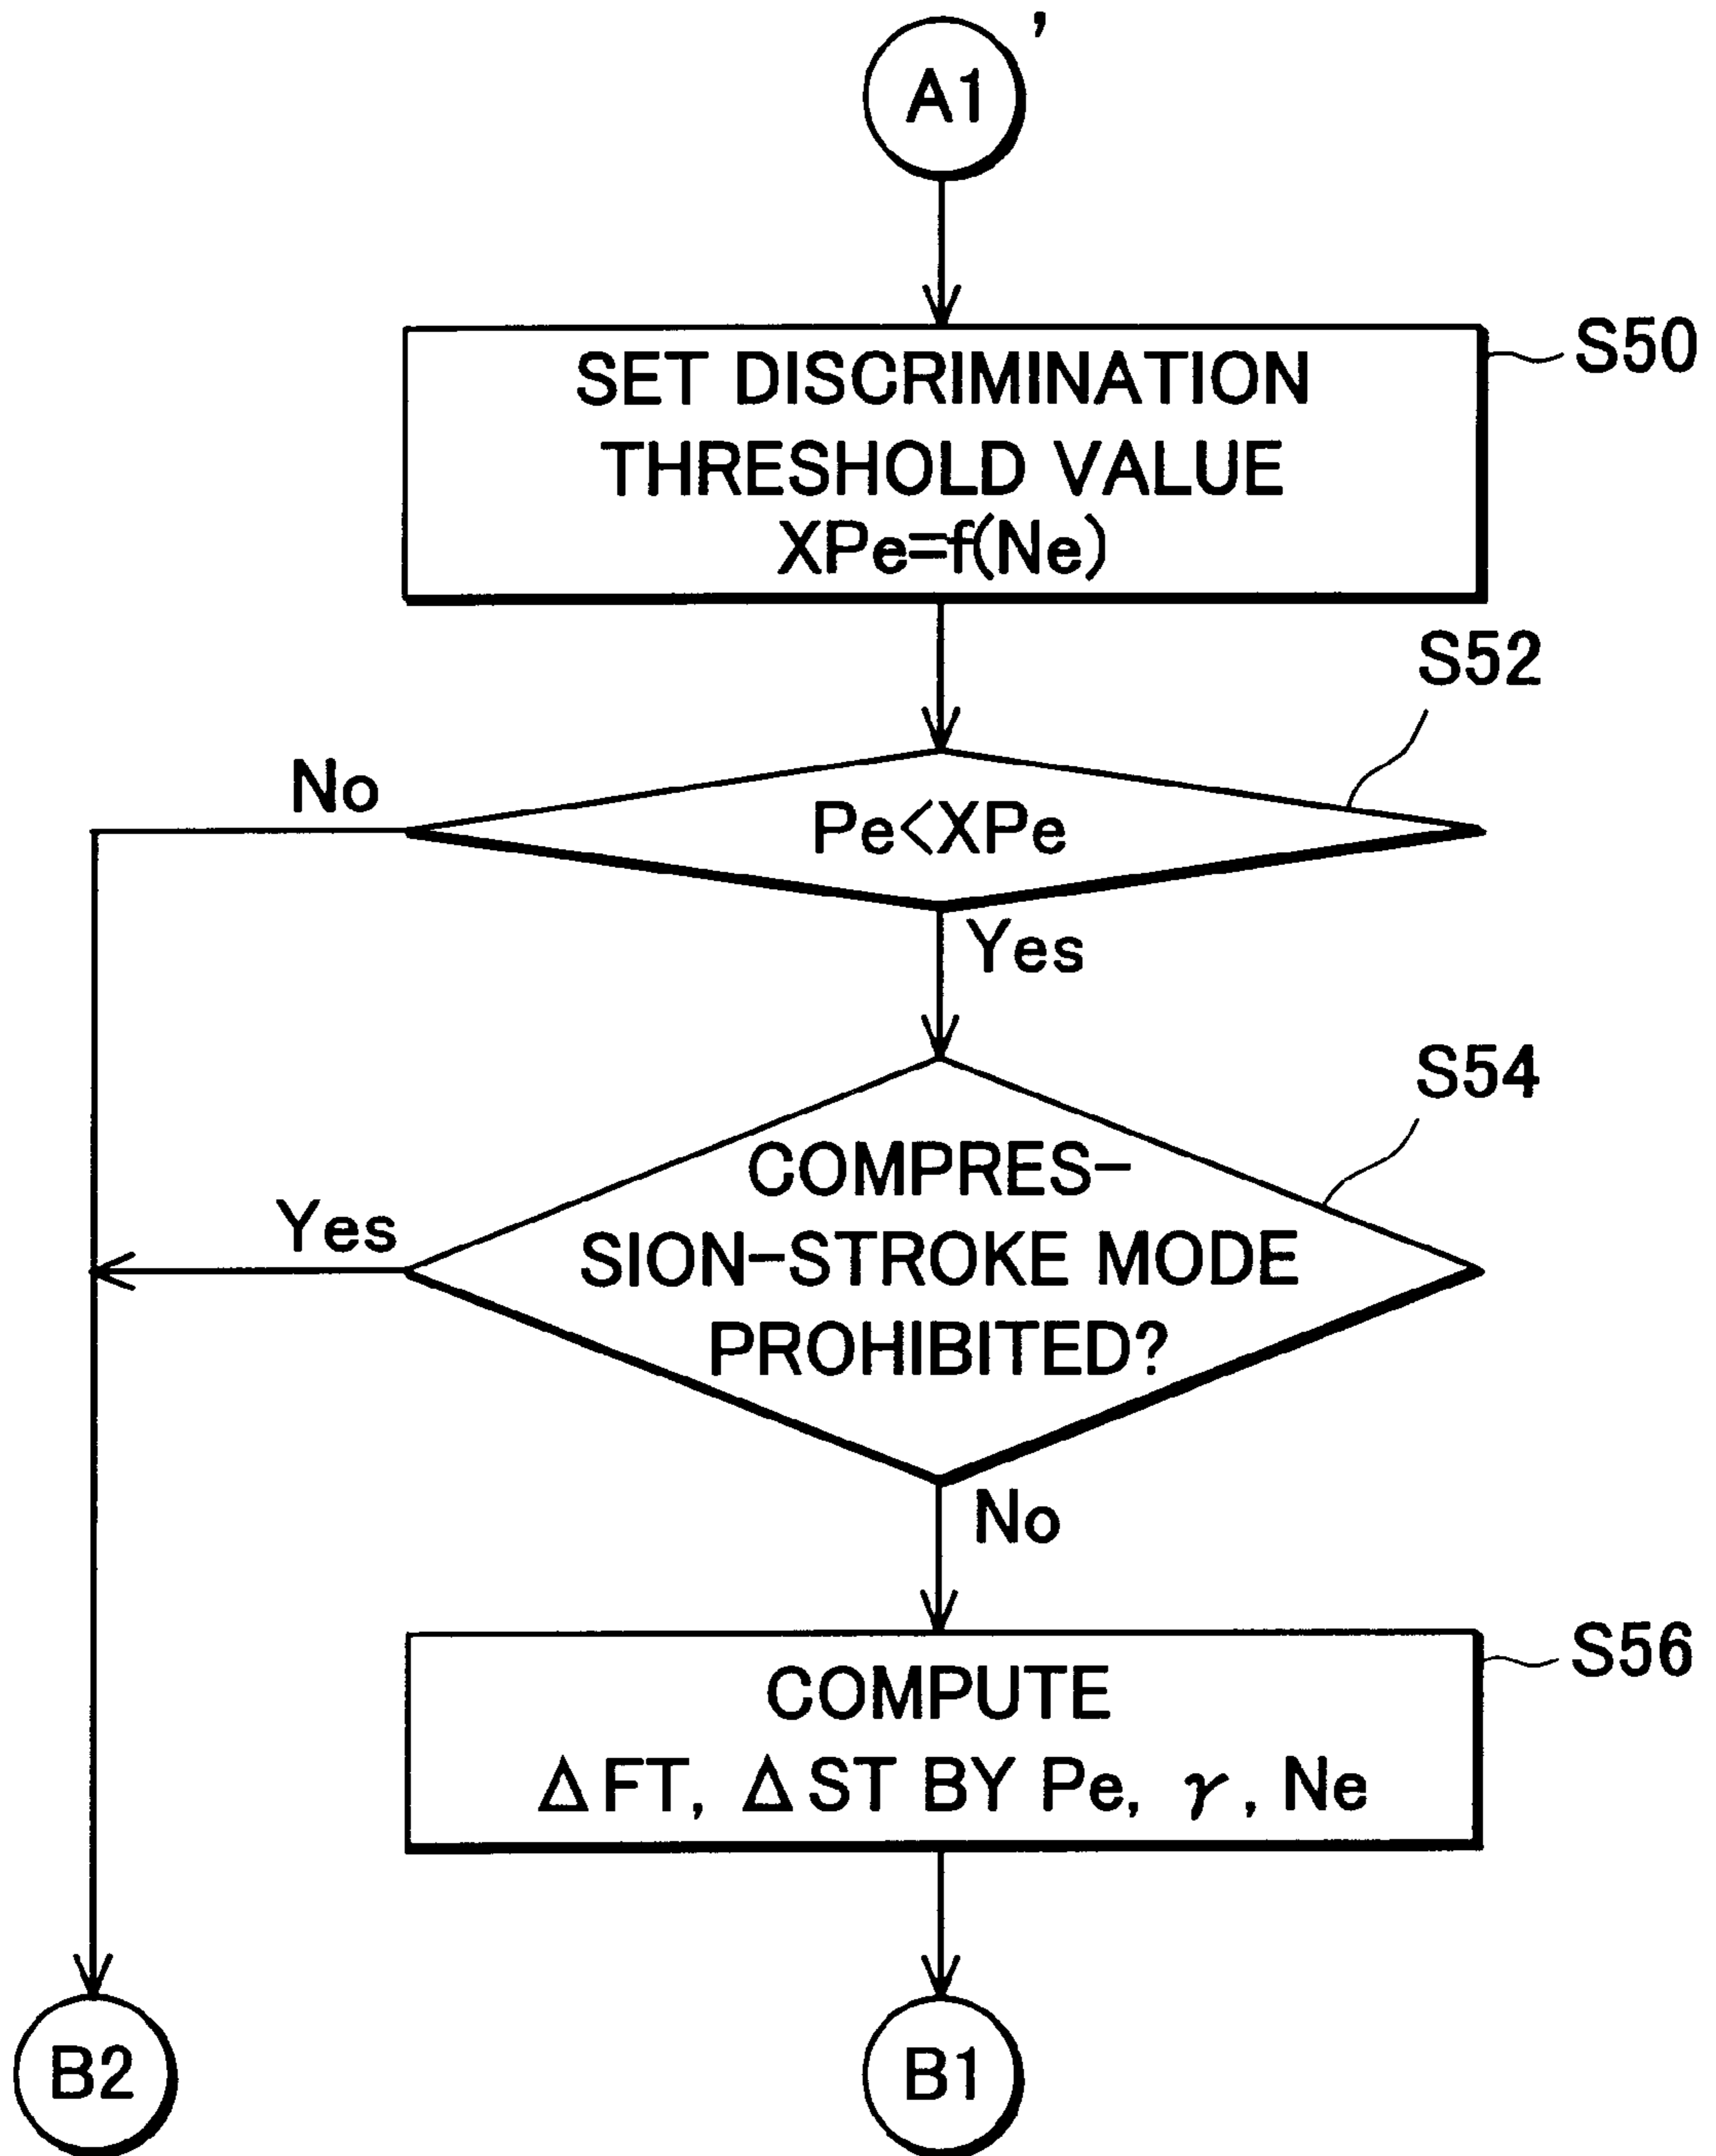 A1'
SET DISCRIMINATION
THRESHOLD VALUE
XPe=f(Ne)
S50
S52
No
Pe<XPe
Yes
S54
COMPRES-
SION-STROKE MODE
PROHIBITED?
Yes
No
S56
COMPUTE
ΔFT, ΔST BY Pe, γ, Ne
B2
B1